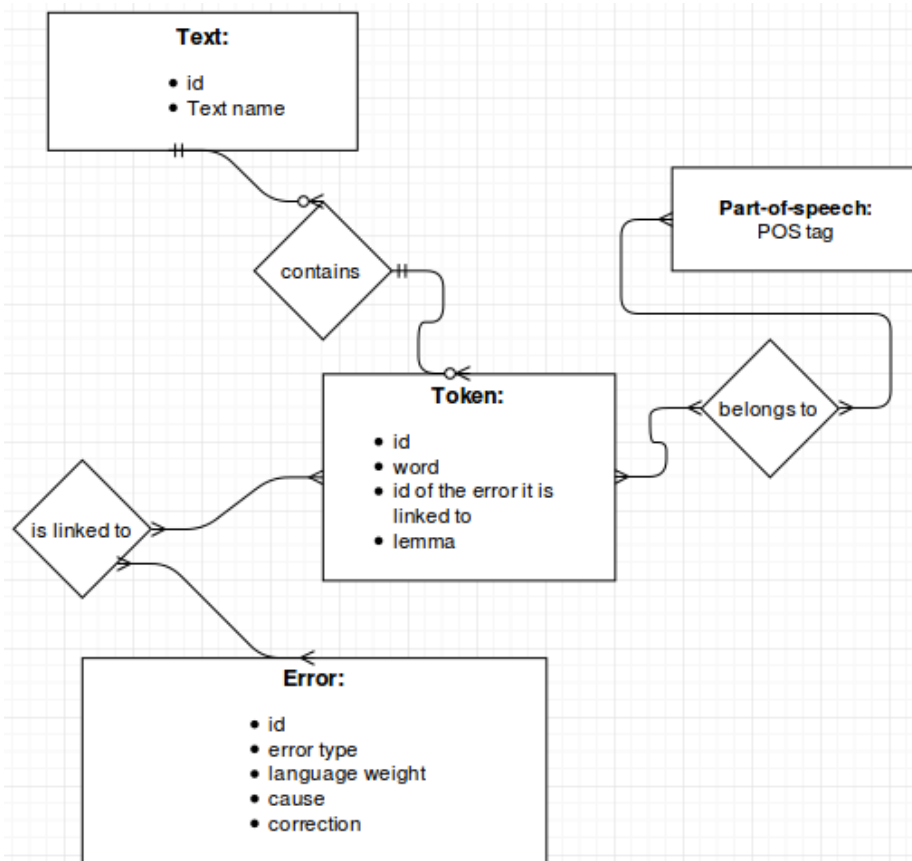 Text:
• id
• Text name
contains
Part-of-speech:
POS tag
belongs to
Token:
• id
• word
• id of the error it is
linked to
• lemma
is linked to
Error:
• id
• error type
• language weight
• cause
• correction